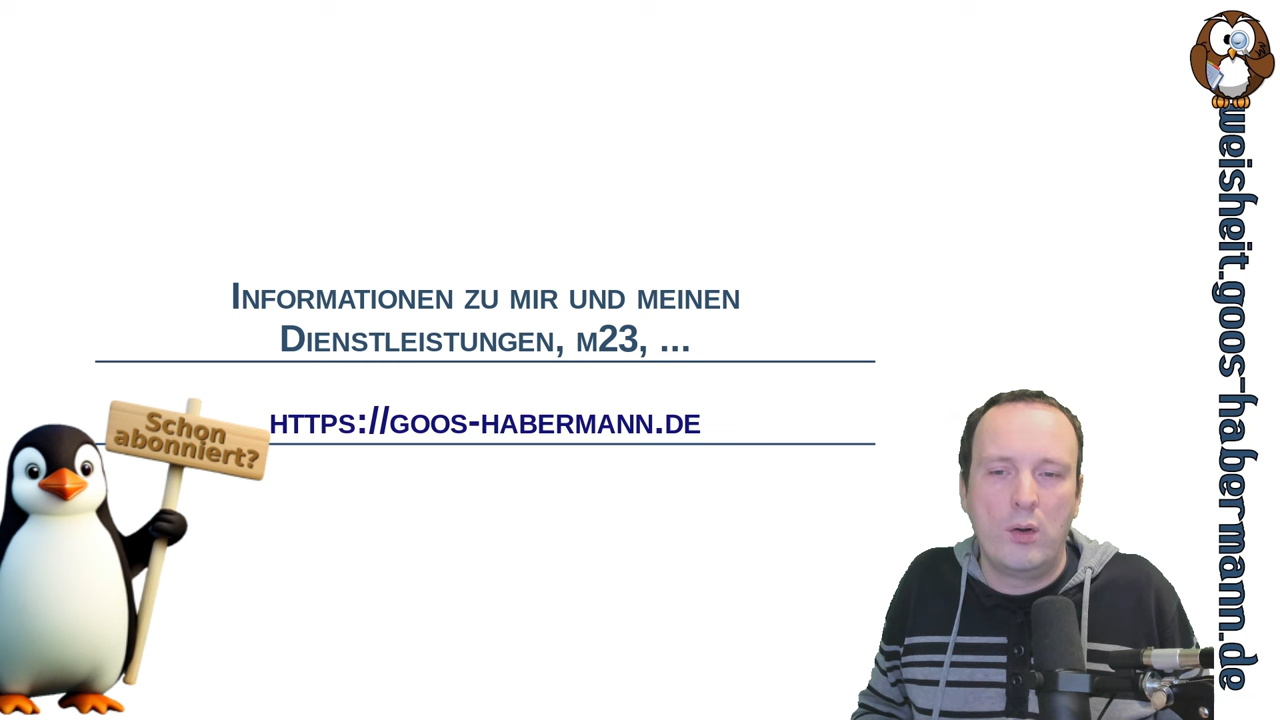 Informationen zu mir und meinen
Dienstleistungen, m23, ...
https://goos-habermann.de
Schon
abonniert?
weisheit.goos-habermann.de